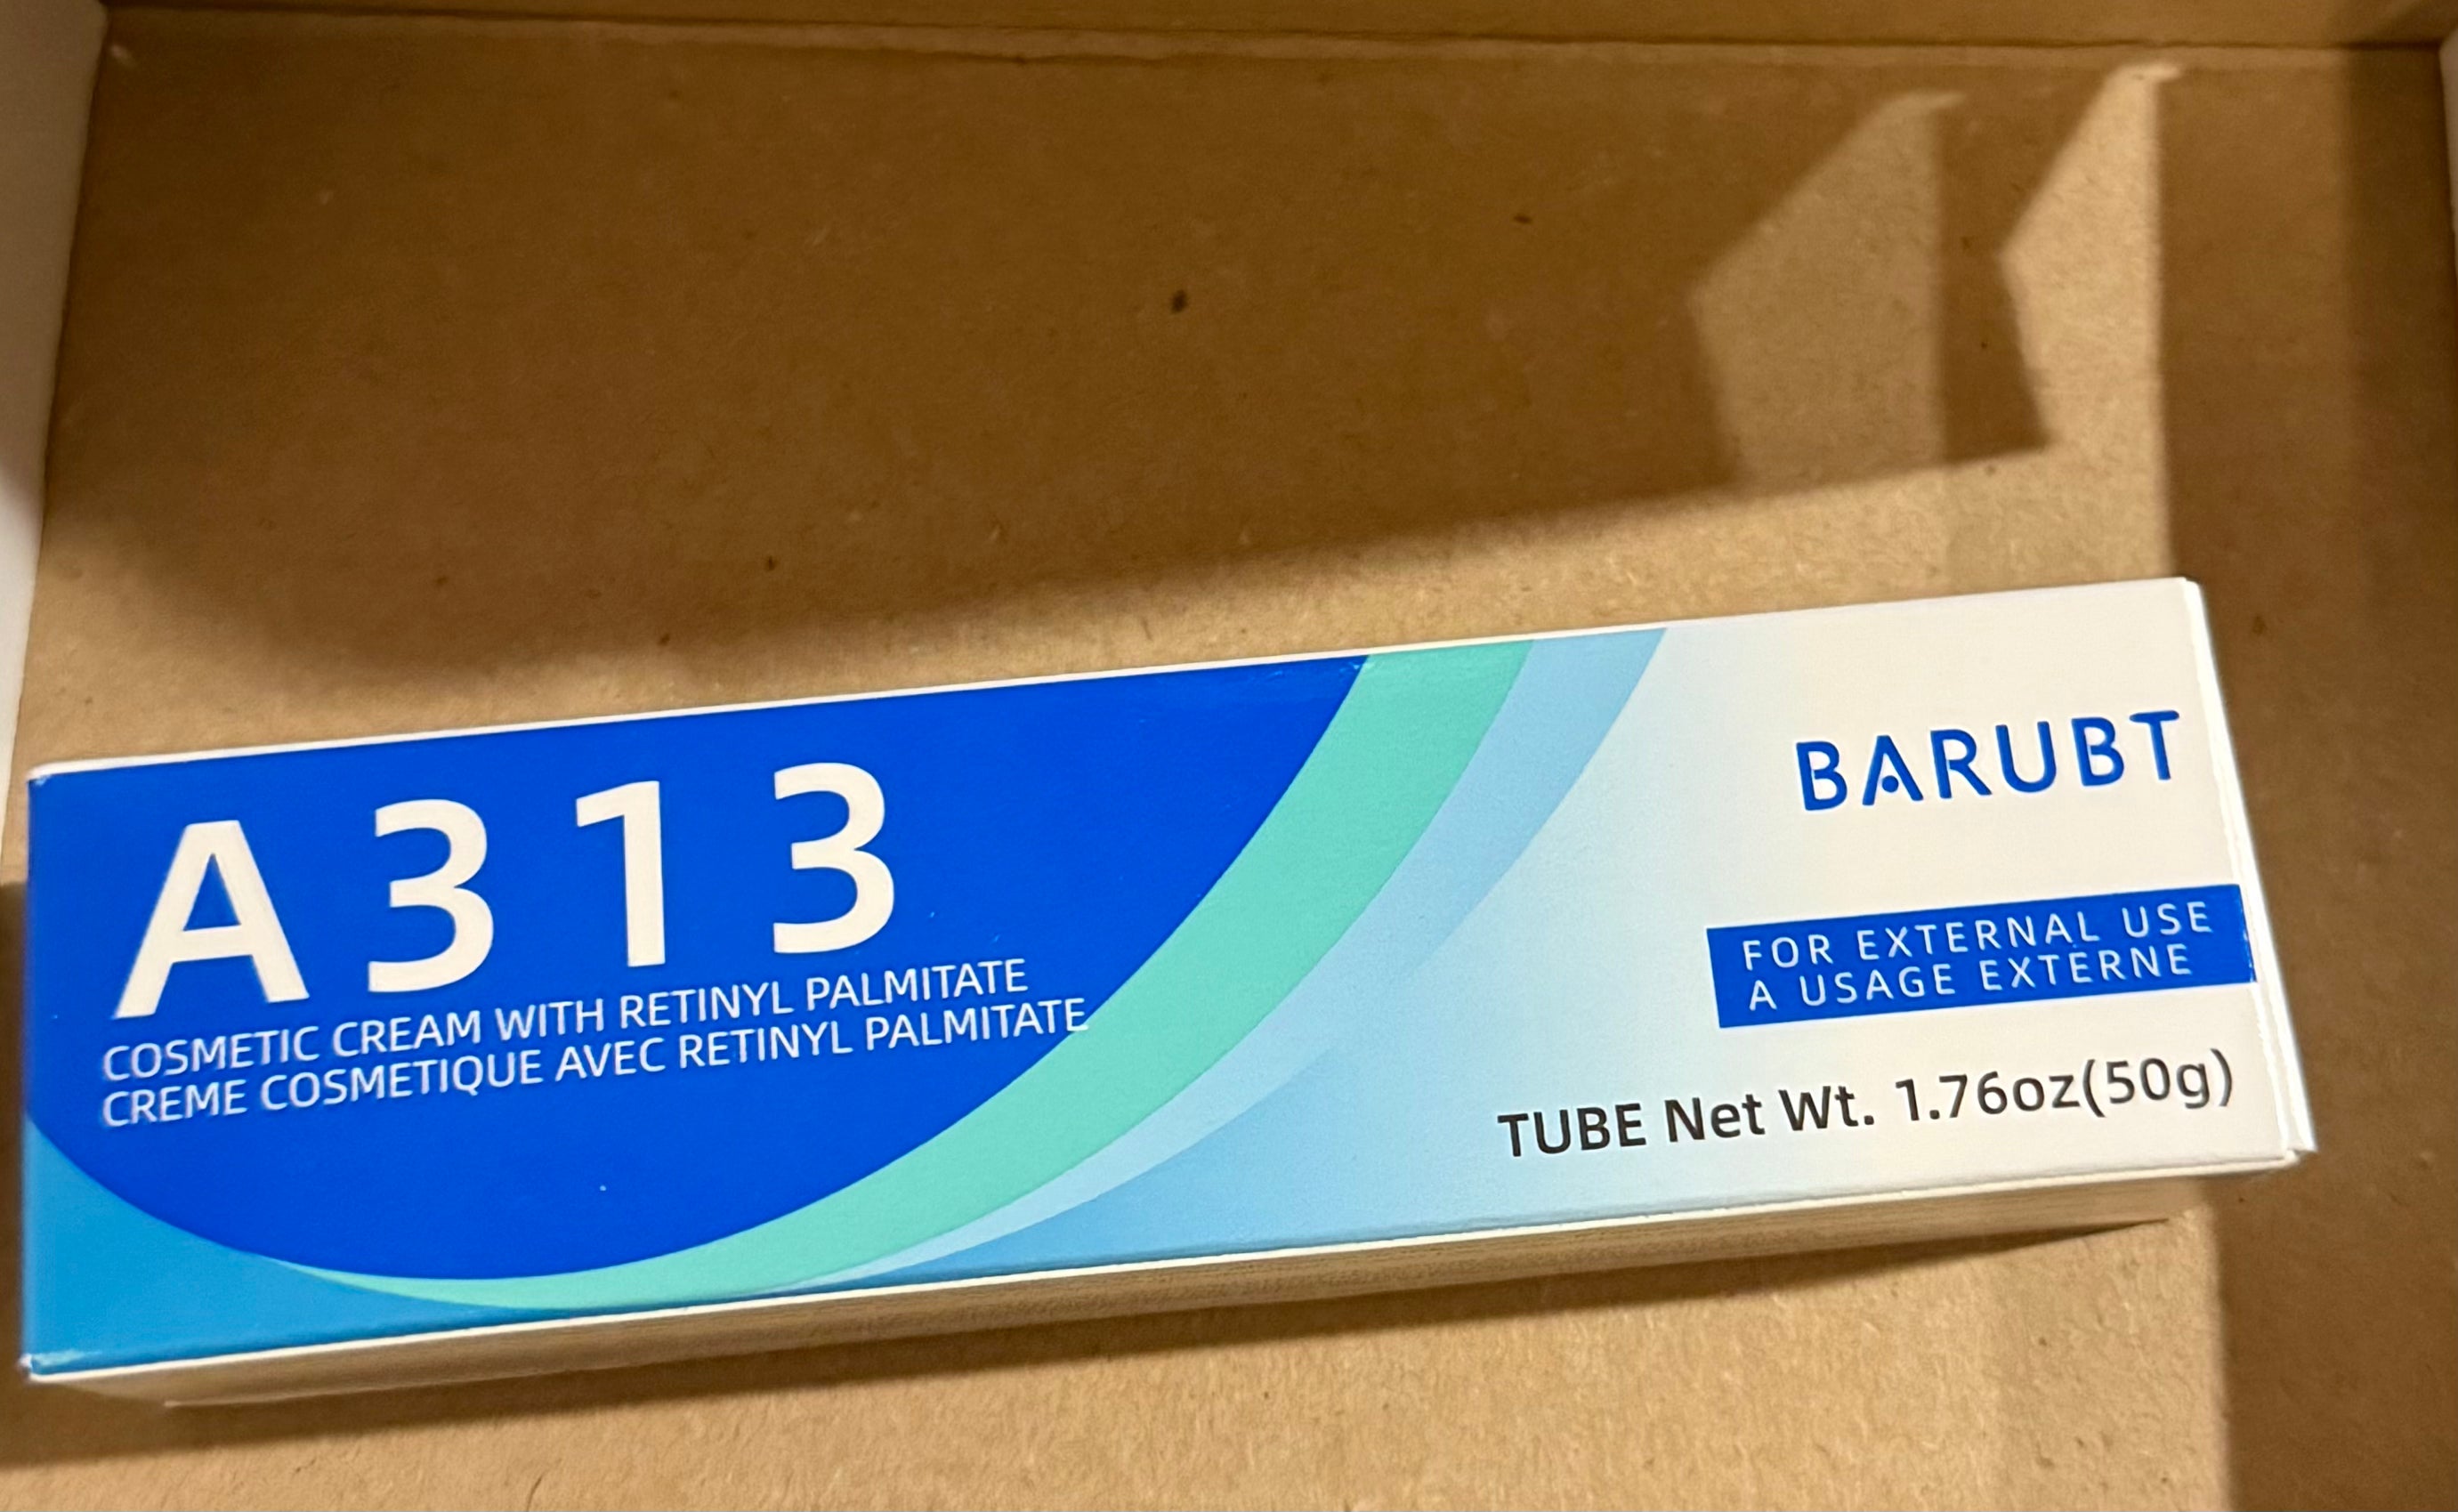 A313
COSMETIC CREAM WITH RETINYL PALMITATE
CREME COSMETIQUE AVEC RETINYL PALMITATE
BARUBT
FOR EXTERNAL USE
A USAGE EXTERNE
TUBE Net Wt. 1.76oz(50g)